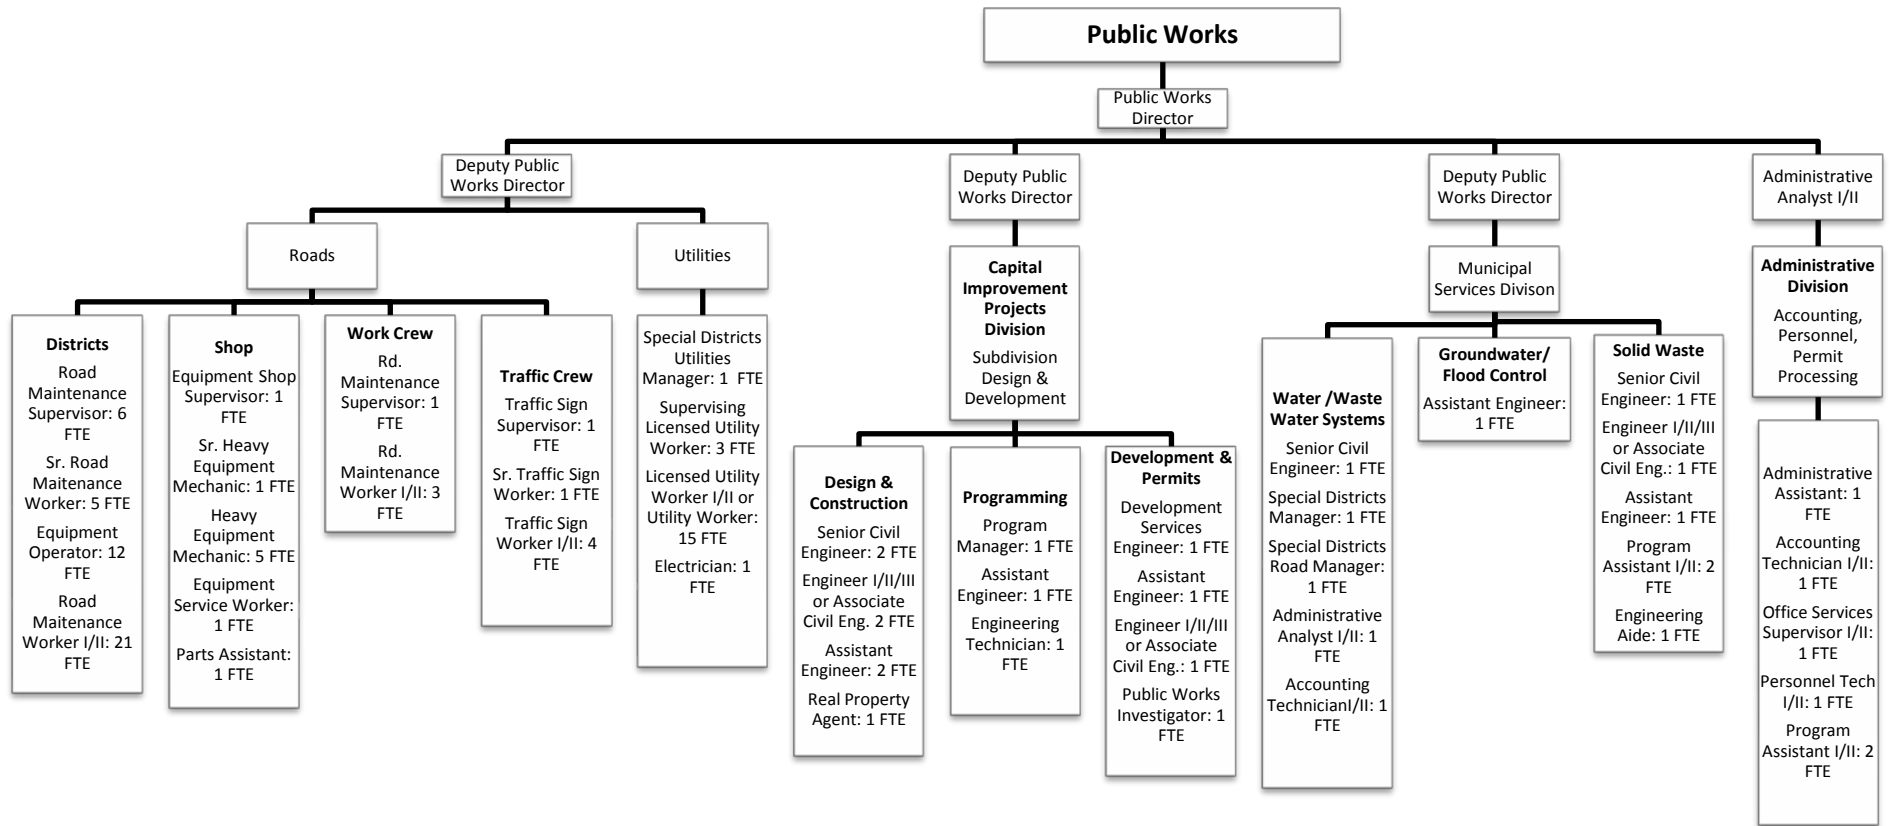 Public Works
Public Works
Director
Deputy Public
Works Director
Deputy Public
Works Director
Deputy Public
Works Director
Administrative
Analyst I/II
Roads
Utilities
Capital
Improvement
Projects
Division
Subdivision
Design &
Development
Municipal
Services Divison
Administrative
Division
Accounting,
Personnel,
Permit
Processing
Districts
Road
Maintenance
Supervisor: 6
FTE
Sr. Road
Maitenance
Worker: 5 FTE
Equipment
Operator: 12
FTE
Road
Maitenance
Worker I/II: 21
FTE
Shop
Equipment Shop
Supervisor: 1
FTE
Sr. Heavy
Equipment
Mechanic: 1 FTE
Heavy
Equipment
Mechanic: 5 FTE
Equipment
Service Worker:
1 FTE
Parts Assistant:
1 FTE
Work Crew
Rd.
Maintenance
Supervisor: 1
FTE
Rd.
Maintenance
Worker I/II: 3
FTE
Traffic Crew
Traffic Sign
Supervisor: 1
FTE
Sr. Traffic Sign
Worker: 1 FTE
Traffic Sign
Worker I/II: 4
FTE
Special Districts
Utilities
Manager: 1 FTE
Supervising
Licensed Utility
Worker: 3 FTE
Licensed Utility
Worker I/II or
Utility Worker:
15 FTE
Electrician: 1
FTE
Design &
Construction
Senior Civil
Engineer: 2 FTE
Engineer I/II/III
or Associate
Civil Eng. 2 FTE
Assistant
Engineer: 2 FTE
Real Property
Agent: 1 FTE
Programming
Program
Manager: 1 FTE
Assistant
Engineer: 1 FTE
Engineering
Technician: 1
FTE
Development &
Permits
Development
Services
Engineer: 1 FTE
Assistant
Engineer: 1 FTE
Engineer I/II/III
or Associate
Civil Eng.: 1 FTE
Public Works
Investigator: 1
FTE
Water /Waste
Water Systems
Senior Civil
Engineer: 1 FTE
Special Districts
Manager: 1 FTE
Special Districts
Road Manager:
1 FTE
Administrative
Analyst I/II: 1
FTE
Accounting
TechnicianI/II: 1
FTE
Groundwater/
Flood Control
Assistant Engineer:
1 FTE
Solid Waste
Senior Civil
Engineer: 1 FTE
Engineer I/II/III
or Associate
Civil Eng.: 1 FTE
Assistant
Engineer: 1 FTE
Program
Assistant I/II: 2
FTE
Engineering
Aide: 1 FTE
Administrative
Assistant: 1
FTE
Accounting
Technician I/II:
1 FTE
Office Services
Supervisor I/II:
1 FTE
Personnel Tech
I/II: 1 FTE
Program
Assistant I/II: 2
FTE